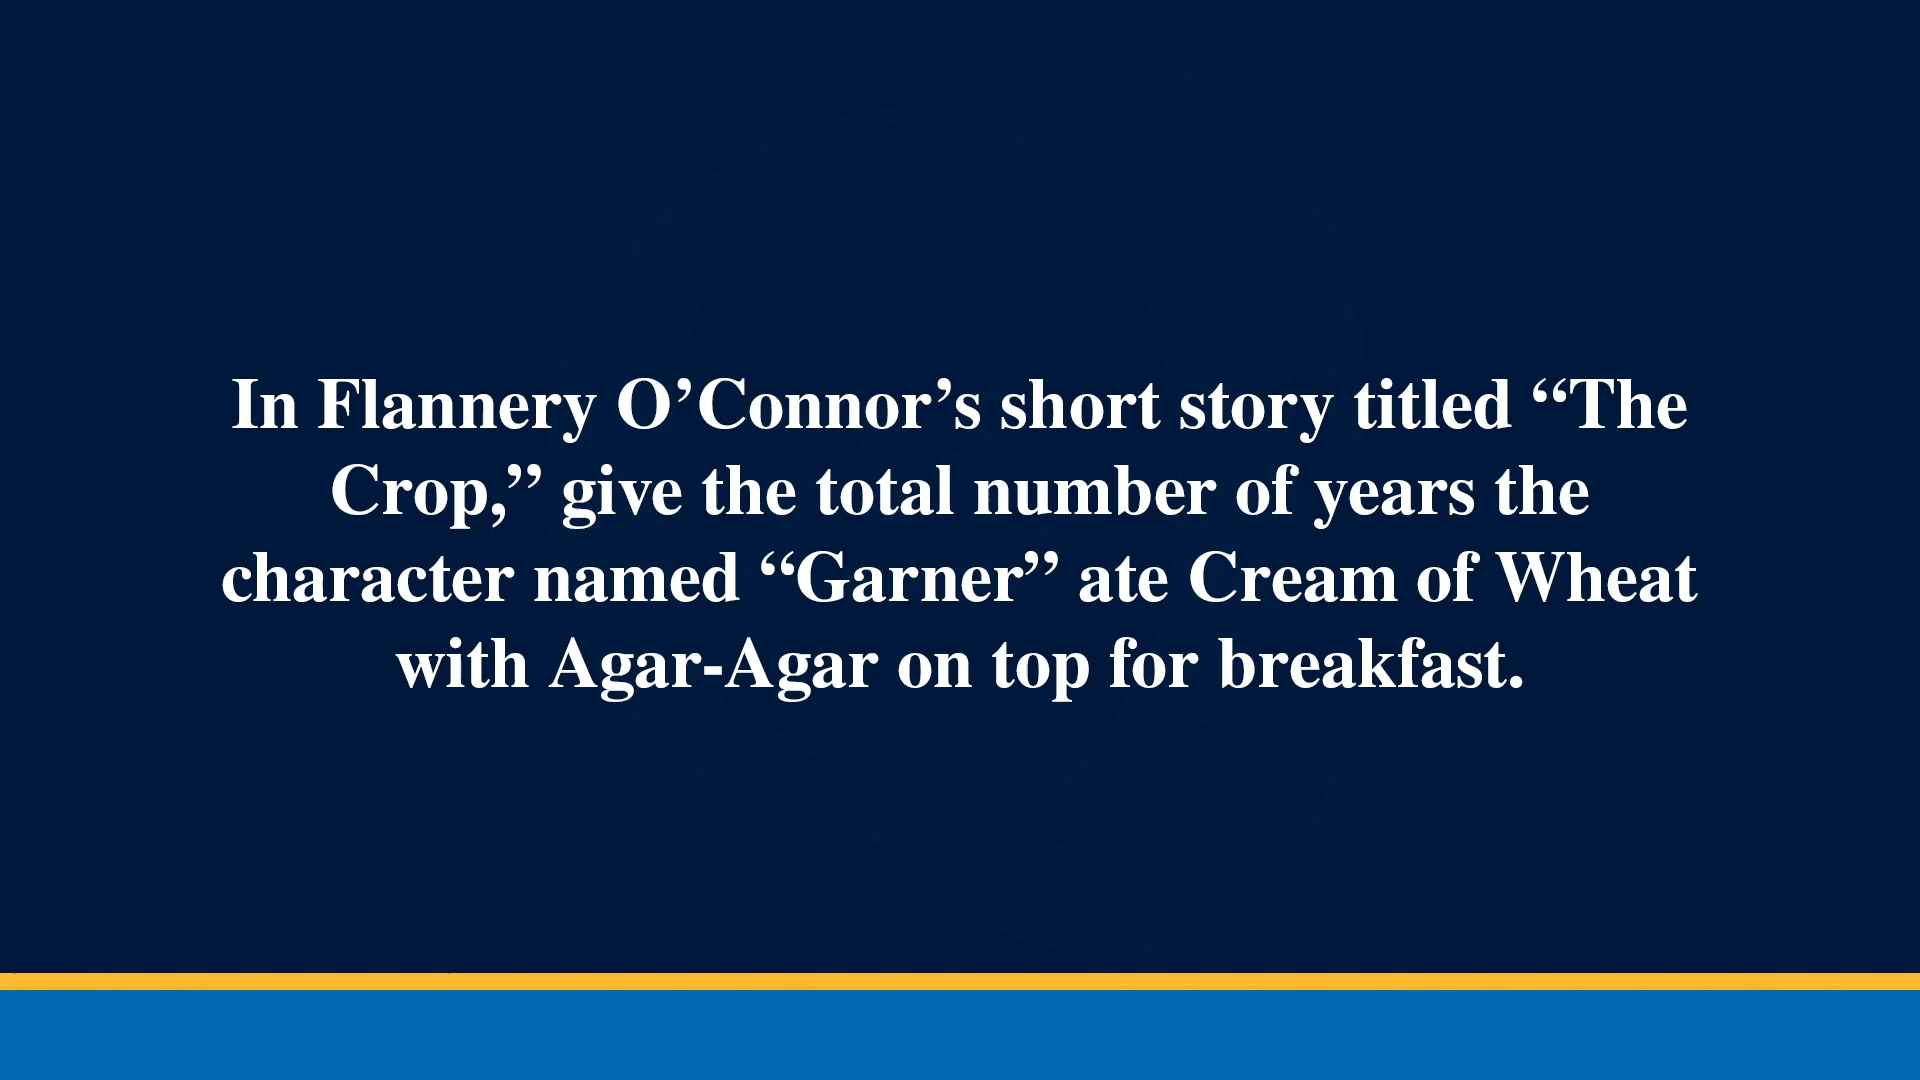 In Flannery O’Connor’s short story titled “The
Crop,” give the total number of years the
character named “Garner” ate Cream of Wheat
with Agar-Agar on top for breakfast.